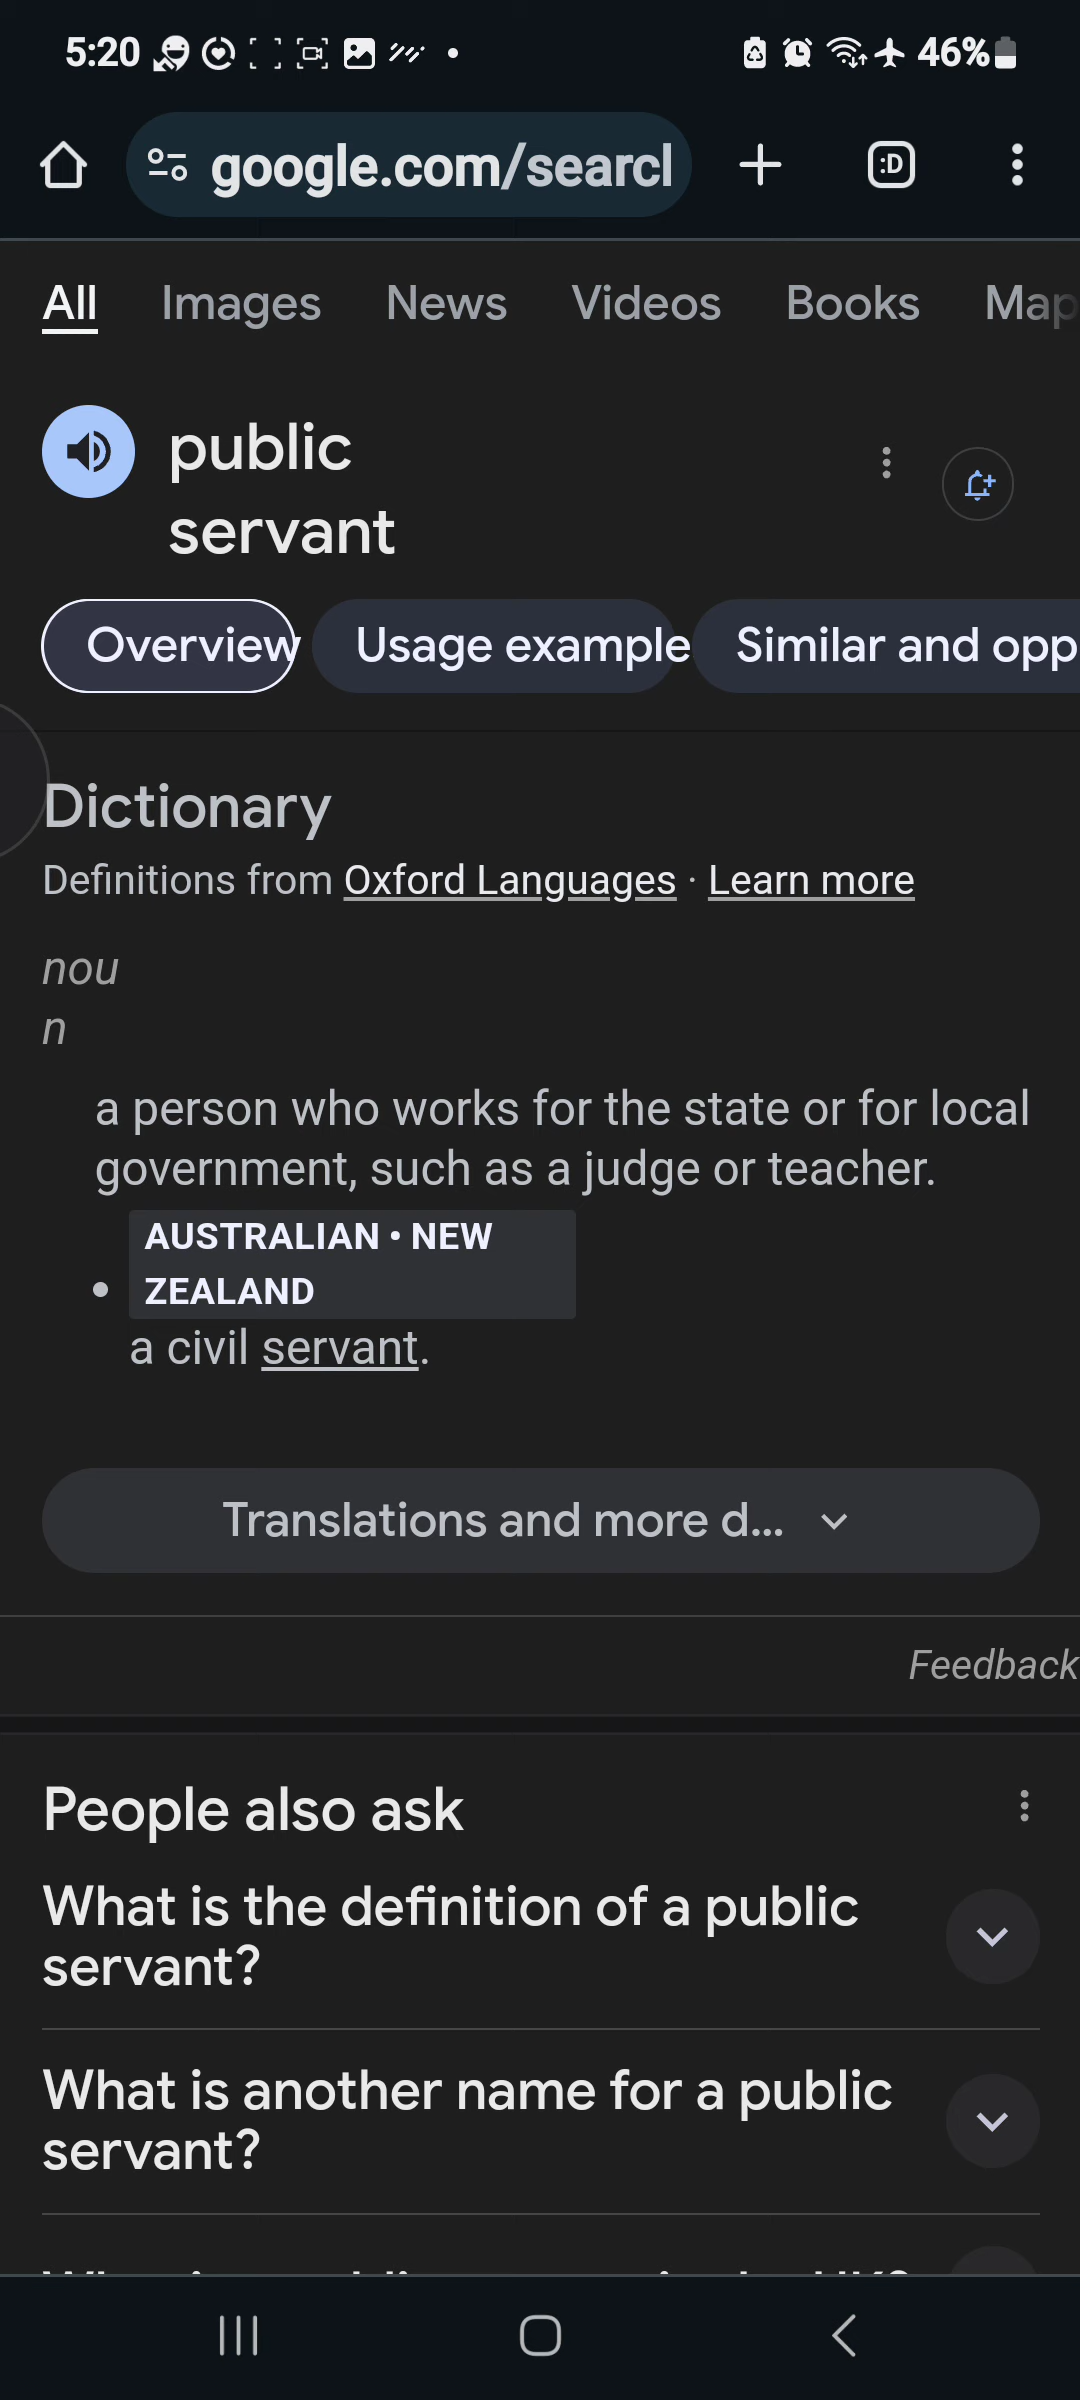 5:20
46%
google.com/search
:D
All Images News Videos Books Map
public
servant
Overview Usage example Similar and opp
Dictionary
Definitions from Oxford Languages · Learn more
nou
n
a person who works for the state or for local
government, such as a judge or teacher.
AUSTRALIAN • NEW
ZEALAND
• a civil servant.
Translations and more d...
Feedback
People also ask
What is the definition of a public
servant?
What is another name for a public
servant?